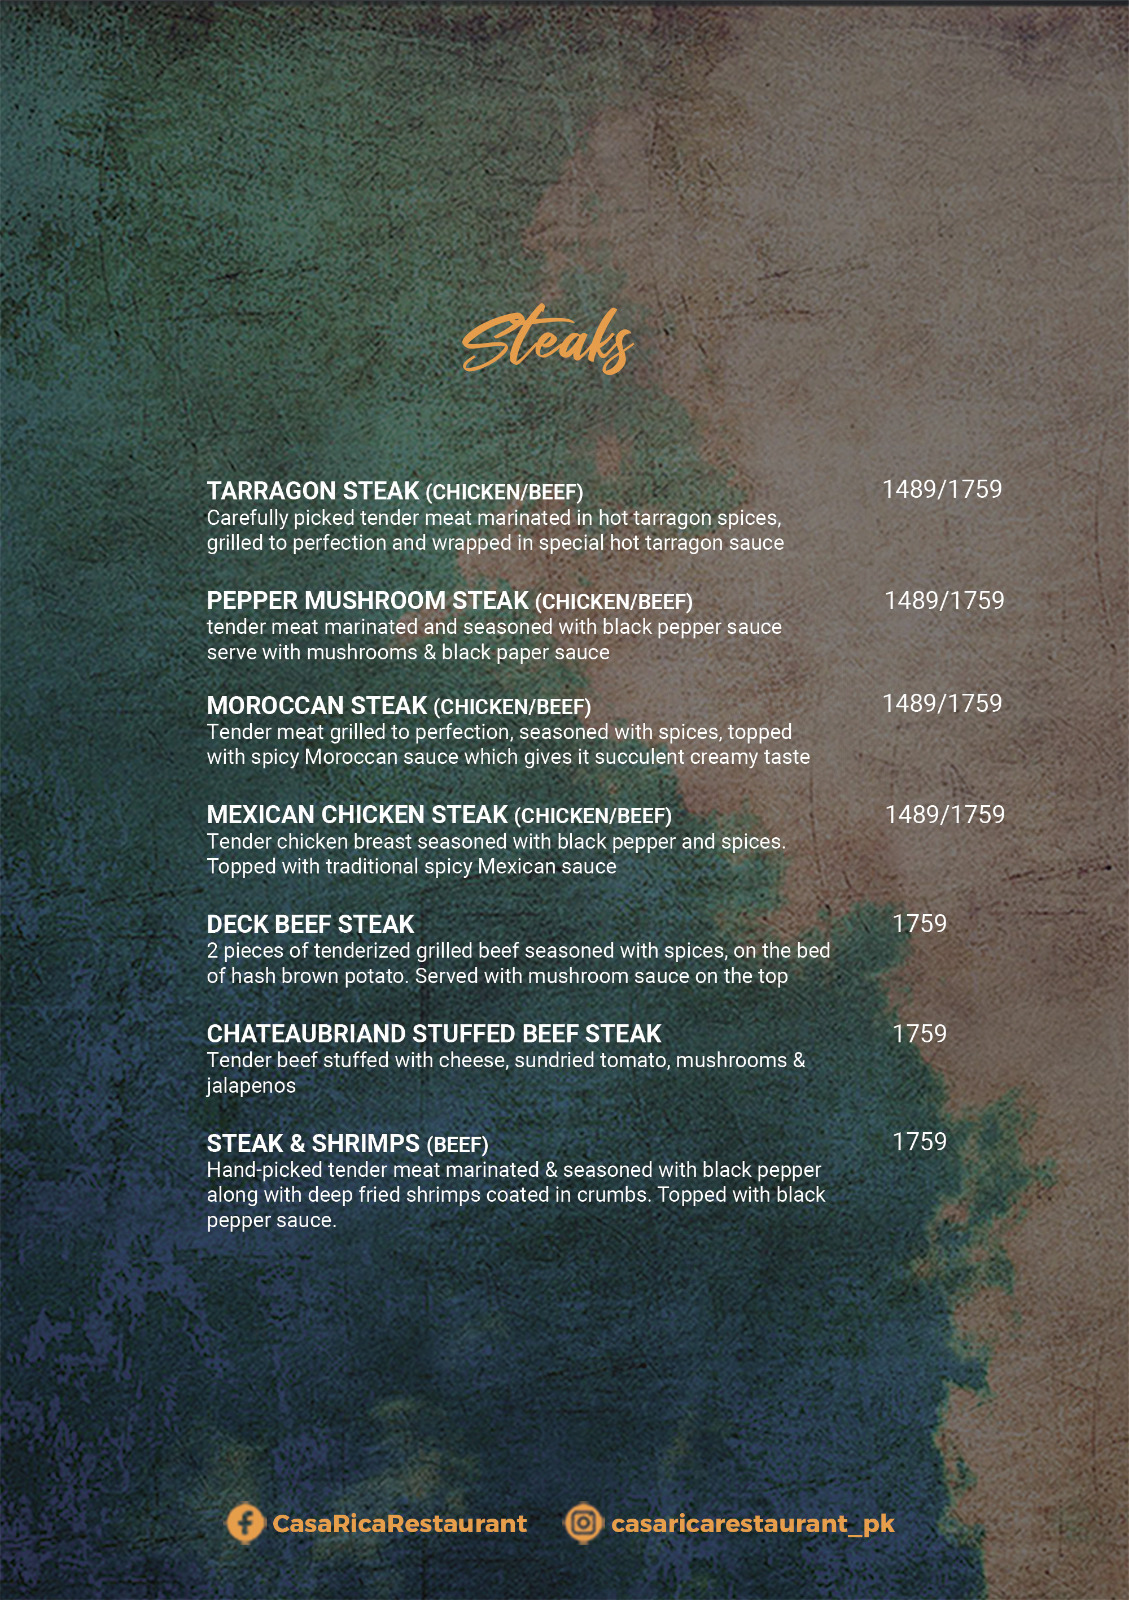 Steaks
TARRAGON STEAK (CHICKEN/BEEF) 1489/1759
Carefully picked tender meat marinated in hot tarragon spices,
grilled to perfection and wrapped in special hot tarragon sauce
PEPPER MUSHROOM STEAK (CHICKEN/BEEF) 1489/1759
tender meat marinated and seasoned with black pepper sauce
serve with mushrooms & black paper sauce
MOROCCAN STEAK (CHICKEN/BEEF) 1489/1759
Tender meat grilled to perfection, seasoned with spices, topped
with spicy Moroccan sauce which gives it succulent creamy taste
MEXICAN CHICKEN STEAK (CHICKEN/BEEF) 1489/1759
Tender chicken breast seasoned with black pepper and spices.
Topped with traditional spicy Mexican sauce
DECK BEEF STEAK 1759
2 pieces of tenderized grilled beef seasoned with spices, on the bed
of hash brown potato. Served with mushroom sauce on the top
CHATEAUBRIAND STUFFED BEEF STEAK 1759
Tender beef stuffed with cheese, sundried tomato, mushrooms &
jalapenos
STEAK & SHRIMPS (BEEF) 1759
Hand-picked tender meat marinated & seasoned with black pepper
along with deep fried shrimps coated in crumbs. Topped with black
pepper sauce.
CasaRicaRestaurant casaricarestaurant_pk